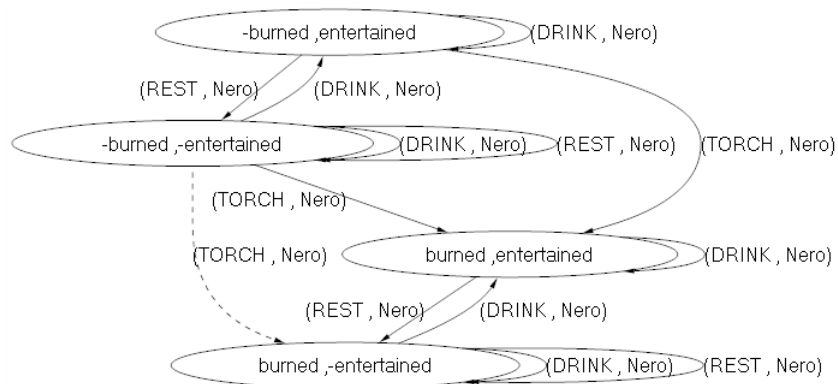 -burned ,entertained (DRINK , Nero)
(REST , Nero) (DRINK , Nero)
-burned ,-entertained (DRINK , Nero) (REST , Nero) (TORCH , Nero)
(TORCH , Nero)
(TORCH , Nero) burned ,entertained (DRINK , Nero)
(REST , Nero) (DRINK , Nero)
burned ,-entertained (DRINK , Nero) (REST , Nero)